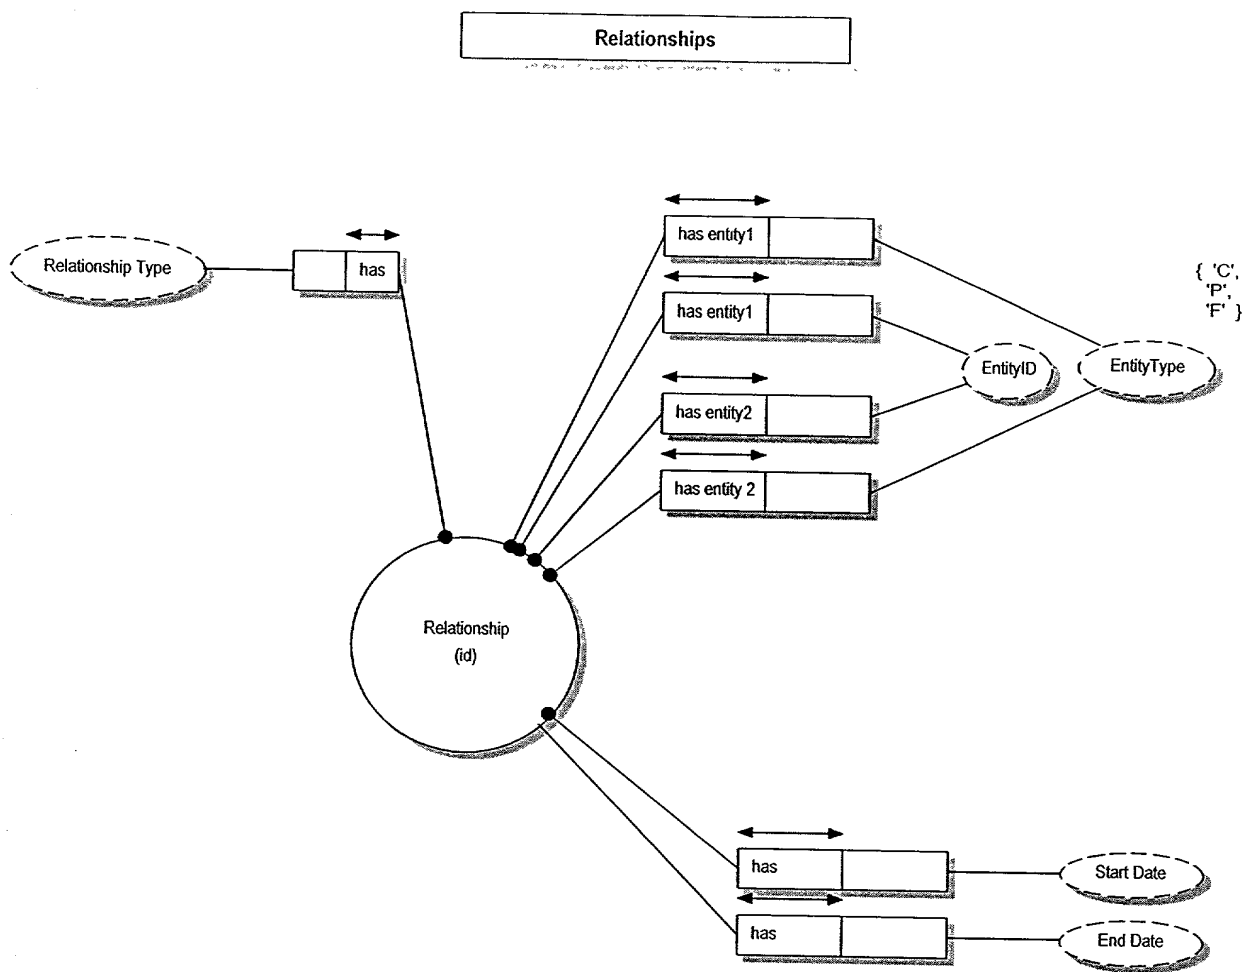 Relationships
Relationship Type
has
has entity1
has entity1
has entity2
has entity 2
EntityID
EntityType
{ 'C',
'P',
'F' }
Relationship
(id)
has
Start Date
has
End Date